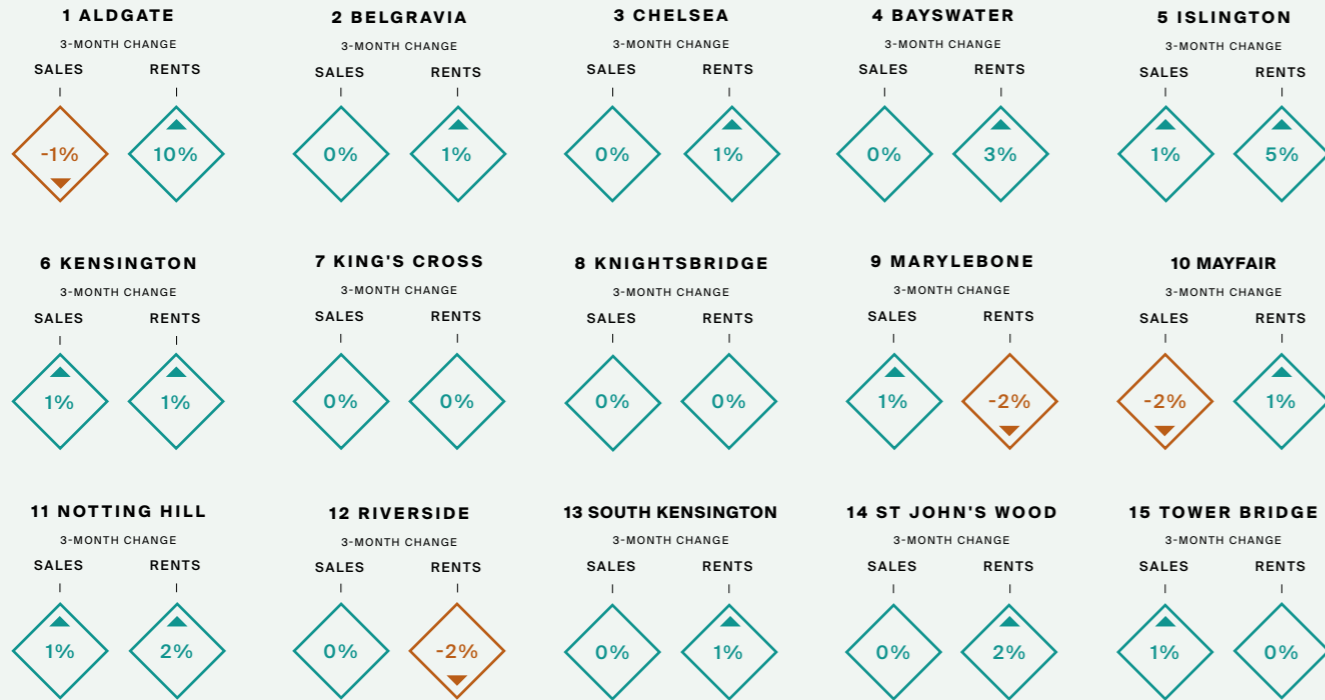 1 ALDGATE
3-MONTH CHANGE
SALES RENTS
-1% 10%
2 BELGRAVIA
3-MONTH CHANGE
SALES RENTS
0% 1%
3 CHELSEA
3-MONTH CHANGE
SALES RENTS
0% 1%
4 BAYSWATER
3-MONTH CHANGE
SALES RENTS
0% 3%
5 ISLINGTON
3-MONTH CHANGE
SALES RENTS
1% 5%
6 KENSINGTON
3-MONTH CHANGE
SALES RENTS
1% 1%
7 KING'S CROSS
3-MONTH CHANGE
SALES RENTS
0% 0%
8 KNIGHTSBRIDGE
3-MONTH CHANGE
SALES RENTS
0% 0%
9 MARYLEBONE
3-MONTH CHANGE
SALES RENTS
1% -2%
10 MAYFAIR
3-MONTH CHANGE
SALES RENTS
-2% 1%
11 NOTTING HILL
3-MONTH CHANGE
SALES RENTS
1% 2%
12 RIVERSIDE
3-MONTH CHANGE
SALES RENTS
0% -2%
13 SOUTH KENSINGTON
3-MONTH CHANGE
SALES RENTS
0% 1%
14 ST JOHN'S WOOD
3-MONTH CHANGE
SALES RENTS
0% 2%
15 TOWER BRIDGE
3-MONTH CHANGE
SALES RENTS
1% 0%